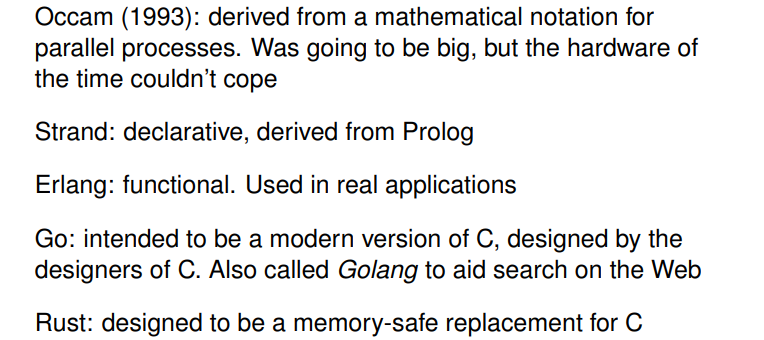 Occam (1993): derived from a mathematical notation for
parallel processes. Was going to be big, but the hardware of
the time couldn’t cope
Strand: declarative, derived from Prolog
Erlang: functional. Used in real applications
Go: intended to be a modern version of C, designed by the
designers of C. Also called Golang to aid search on the Web
Rust: designed to be a memory-safe replacement for C